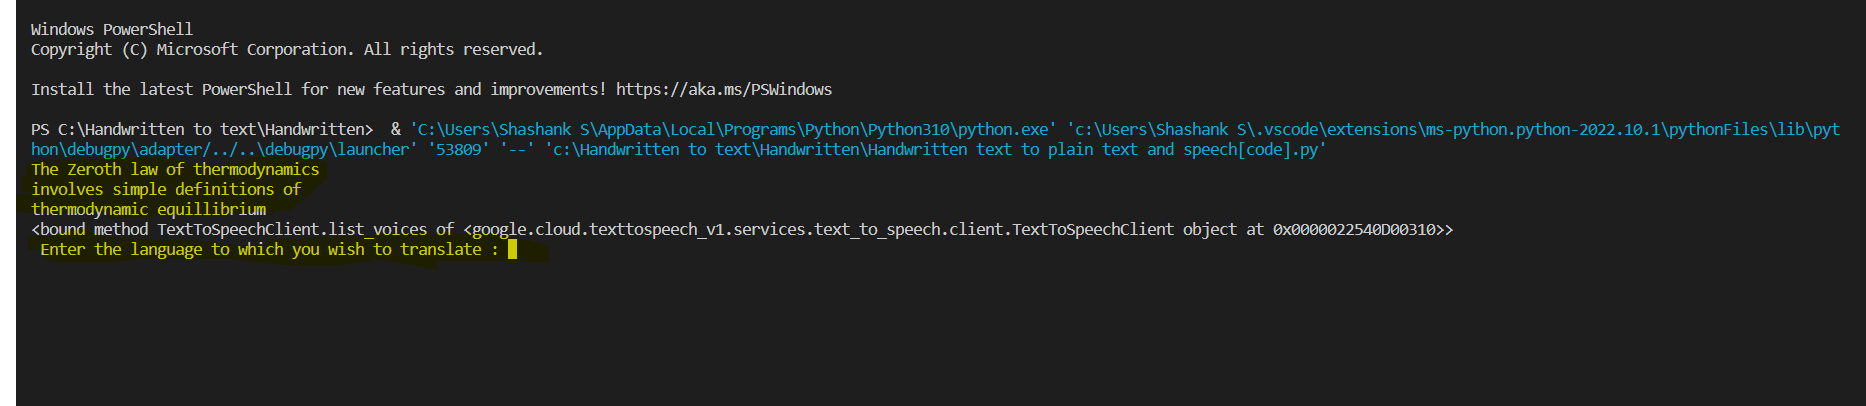 Windows PowerShell
Copyright (C) Microsoft Corporation. All rights reserved.
Install the latest PowerShell for new features and improvements! https://aka.ms/PSWindows
PS C:\Handwritten to text\Handwritten>  & 'C:\Users\Shashank S\AppData\Local\Programs\Python\Python310\python.exe' 'c:\Users\Shashank S\.vscode\extensions\ms-python.python-2022.10.1\pythonFiles\lib\pyt
hon\debugpy\adapter/../..\debugpy\launcher' '53809' '--' 'c:\Handwritten to text\Handwritten\Handwritten text to plain text and speech[code].py'
The Zeroth law of thermodynamics
involves simple definitions of
thermodynamic equillibrium
<bound method TextToSpeechClient.list_voices of <google.cloud.texttospeech_v1.services.text_to_speech.client.TextToSpeechClient object at 0x0000022540D00310>>
Enter the language to which you wish to translate :